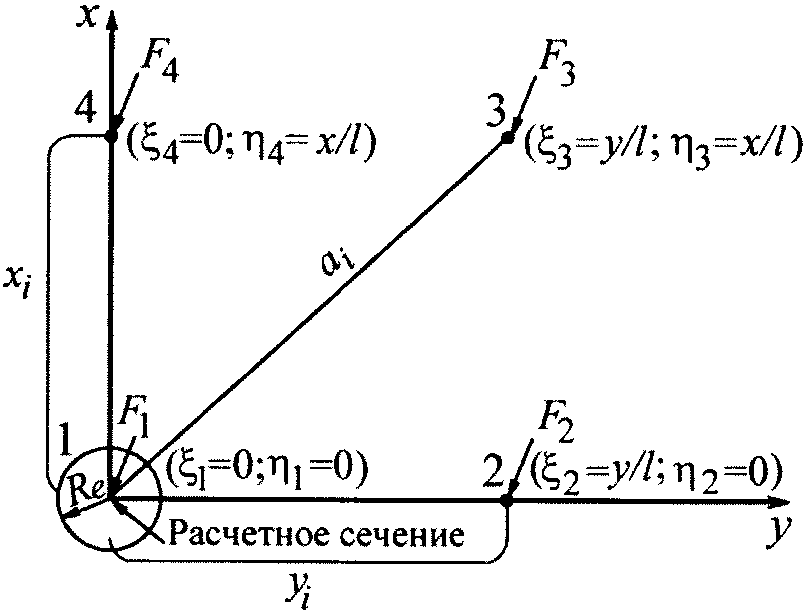 x
F4
F3
4
3
(ξ4=0; η4=x/l)
(ξ3=y/l; η3=x/l)
ai
xi
F1
1
F2
(ξ1=0;η1=0)
2
(ξ2=y/l; η2=0)
Re
Расчетное сечение
y
yi